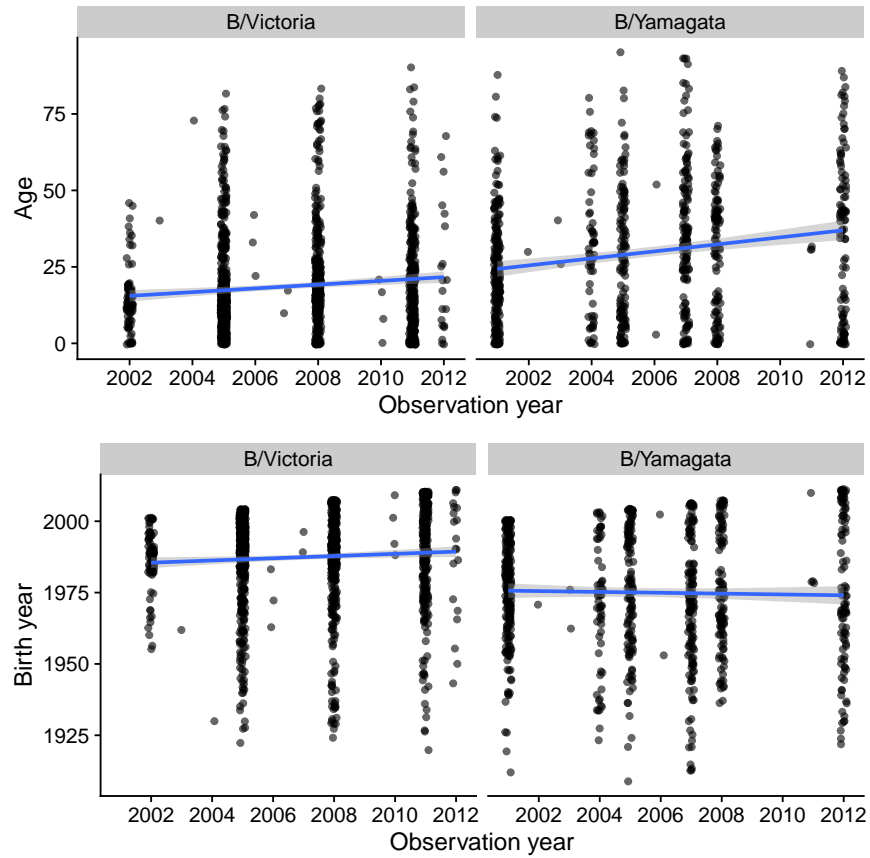 B/Victoria B/Yamagata
75
50
25
0
Age
2002 2004 2006 2008 2010 2012 2002 2004 2006 2008 2010 2012
Observation year
B/Victoria B/Yamagata
2000
1975
1950
1925
Birth year
2002 2004 2006 2008 2010 2012 2002 2004 2006 2008 2010 2012
Observation year